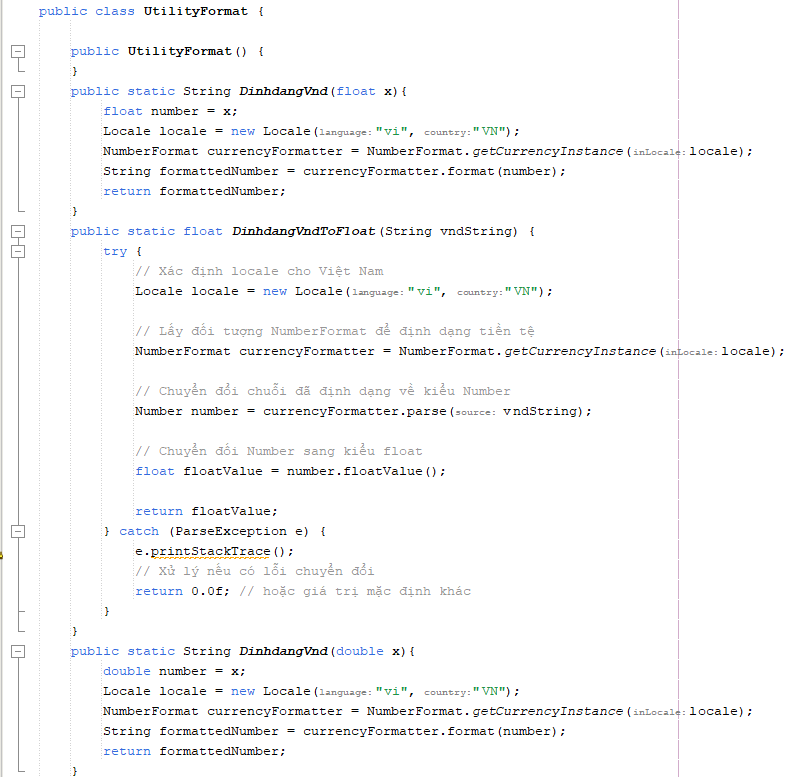 public class UtilityFormat {
public UtilityFormat() {
}
public static String DinhdangVnd(float x){
float number = x;
Locale locale = new Locale(language: "vi", country: "VN");
NumberFormat currencyFormatter = NumberFormat.getCurrencyInstance(inLocale: locale);
String formattedNumber = currencyFormatter.format(number);
return formattedNumber;
}
public static float DinhdangVndToFloat(String vndString) {
try {
// Xác định locale cho Việt Nam
Locale locale = new Locale(language: "vi", country: "VN");
// Lấy đối tượng NumberFormat để định dạng tiền tệ
NumberFormat currencyFormatter = NumberFormat.getCurrencyInstance(inLocale: locale);
// Chuyển đổi chuỗi đã định dạng về kiểu Number
Number number = currencyFormatter.parse(source: vndString);
// Chuyển đối Number sang kiểu float
float floatValue = number.floatValue();
return floatValue;
} catch (ParseException e) {
e.printStackTrace();
// Xử lý nếu có lỗi chuyển đổi
return 0.0f; // hoặc giá trị mặc định khác
}
}
public static String DinhdangVnd(double x){
double number = x;
Locale locale = new Locale(language: "vi", country: "VN");
NumberFormat currencyFormatter = NumberFormat.getCurrencyInstance(inLocale: locale);
String formattedNumber = currencyFormatter.format(number);
return formattedNumber;
}